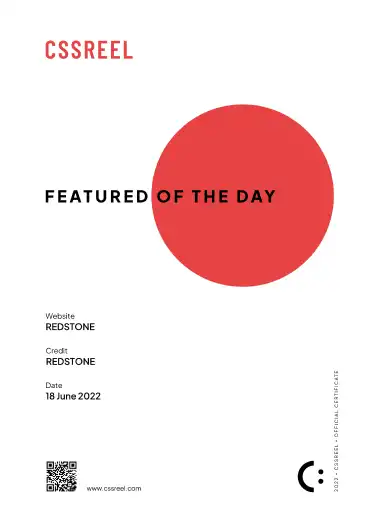 CSSREEL
FEATURED OF THE DAY
Website
REDSTONE
Credit
REDSTONE
Date
18 June 2022
www.cssreel.com
2022 • CSSREEL • OFFICIAL CERTIFICATE